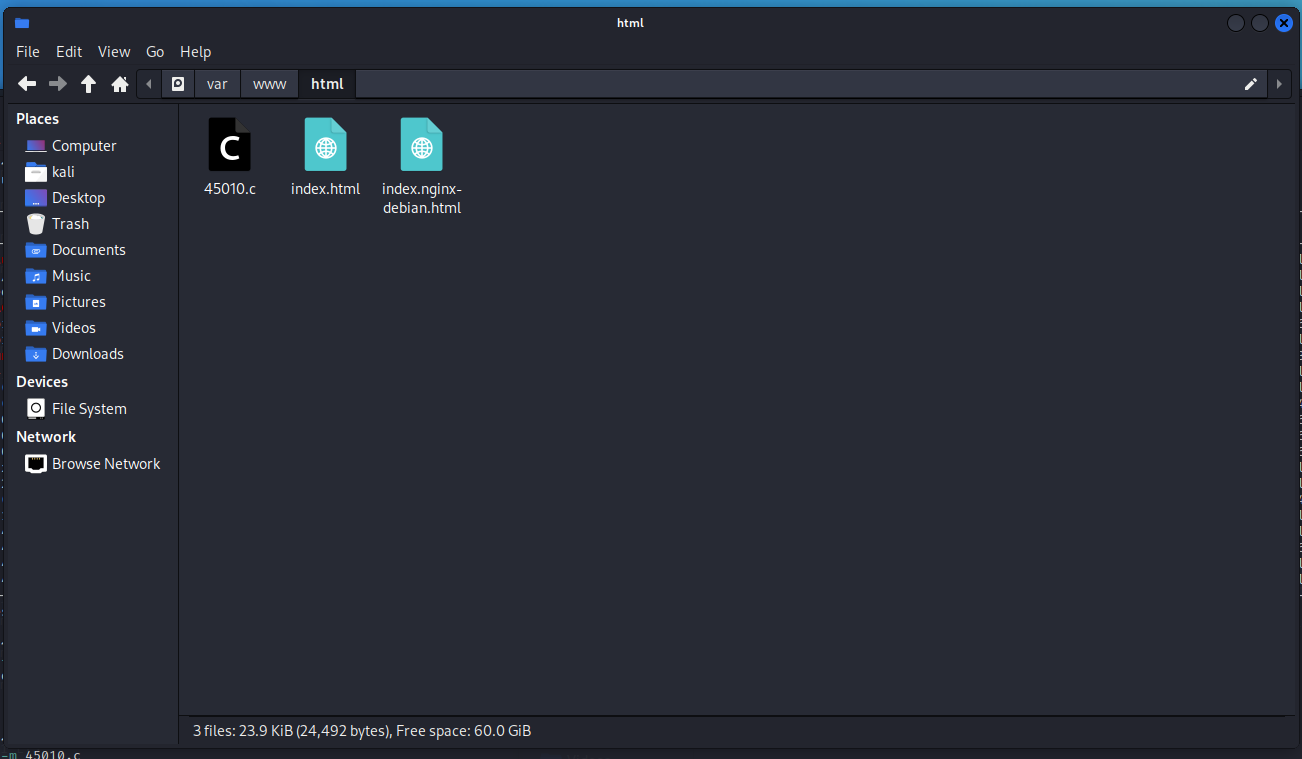 html
File Edit View Go Help
var www html
Places
Computer
kali
Desktop
Trash
Documents
Music
Pictures
Videos
Downloads
Devices
File System
Network
Browse Network
45010.c
index.html
index.nginx-
debian.html
3 files: 23.9 KiB (24,492 bytes), Free space: 60.0 GiB
-m 45010.c